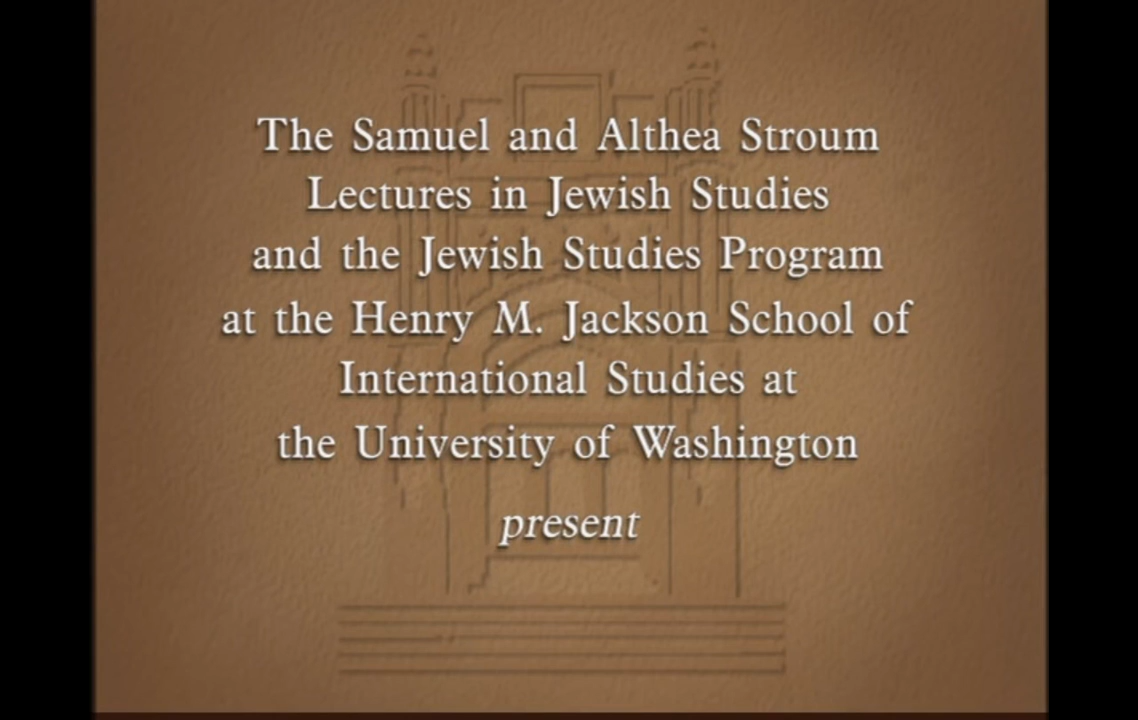 The Samuel and Althea Stroum
Lectures in Jewish Studies
and the Jewish Studies Program
at the Henry M. Jackson School of
International Studies at
the University of Washington
present